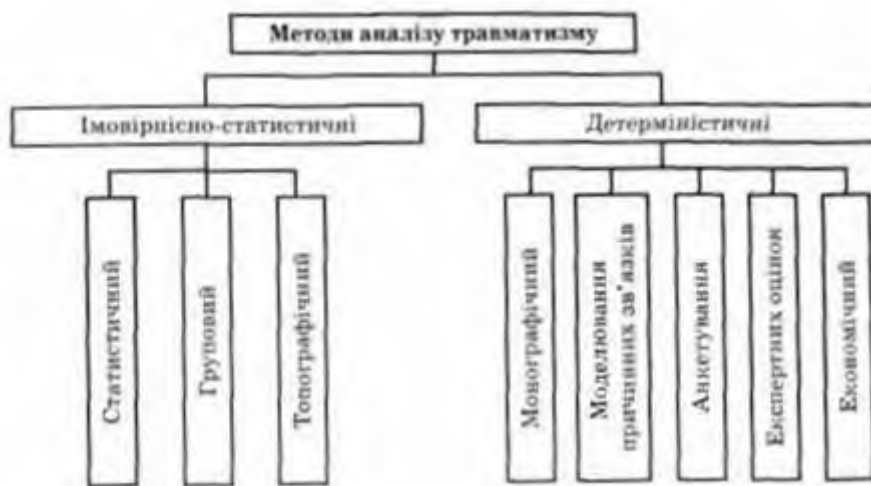 Методи аналізу травматизму
Імовірнісно-статистичні
Детерміністичні
Статистичний
Груповий
Топографічний
Монографічний
Моделювання
причинних зв'язків
Анкетування
Експертних оцінок
Економічний